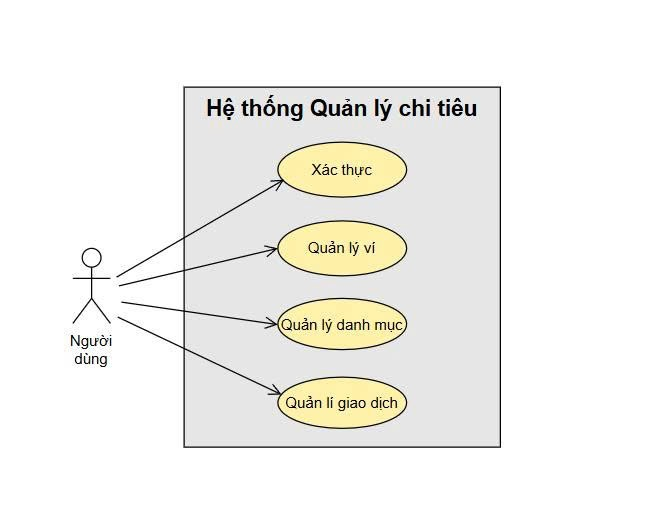 Hệ thống Quản lý chi tiêu
Xác thực
Quản lý ví
Quản lý danh mục
Quản lí giao dịch
Người
dùng